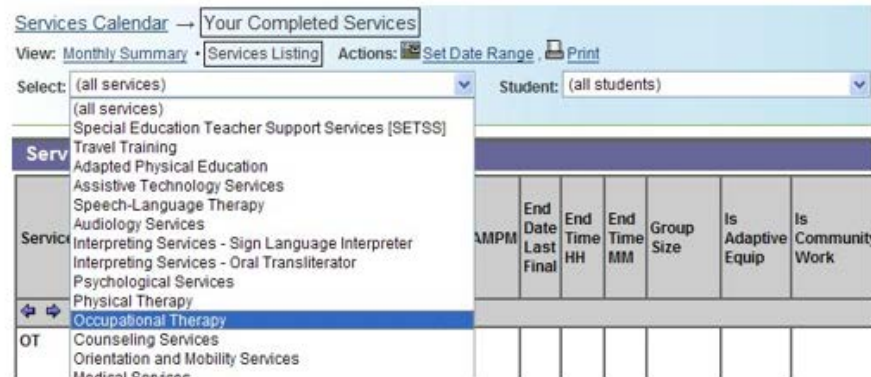 Services Calendar → Your Completed Services
View: Monthly Summary • Services Listing Actions: Set Date Range , Print
Select: (all services) Student: (all students)
(all services)
Special Education Teacher Support Services [SETSS]
Travel Training
Adapted Physical Education
Assistive Technology Services
Speech-Language Therapy
Audiology Services
Interpreting Services - Sign Language Interpreter
Interpreting Services - Oral Transliterator
Psychological Services
Physical Therapy
Occupational Therapy
Counseling Services
Orientation and Mobility Services
Medical Services
Serv
Service
AMPM
End
Date
Last
Final
End
Time
HH
End
Time
MM
Group
Size
Is
Adaptive
Equip
Is
Community
Work
OT